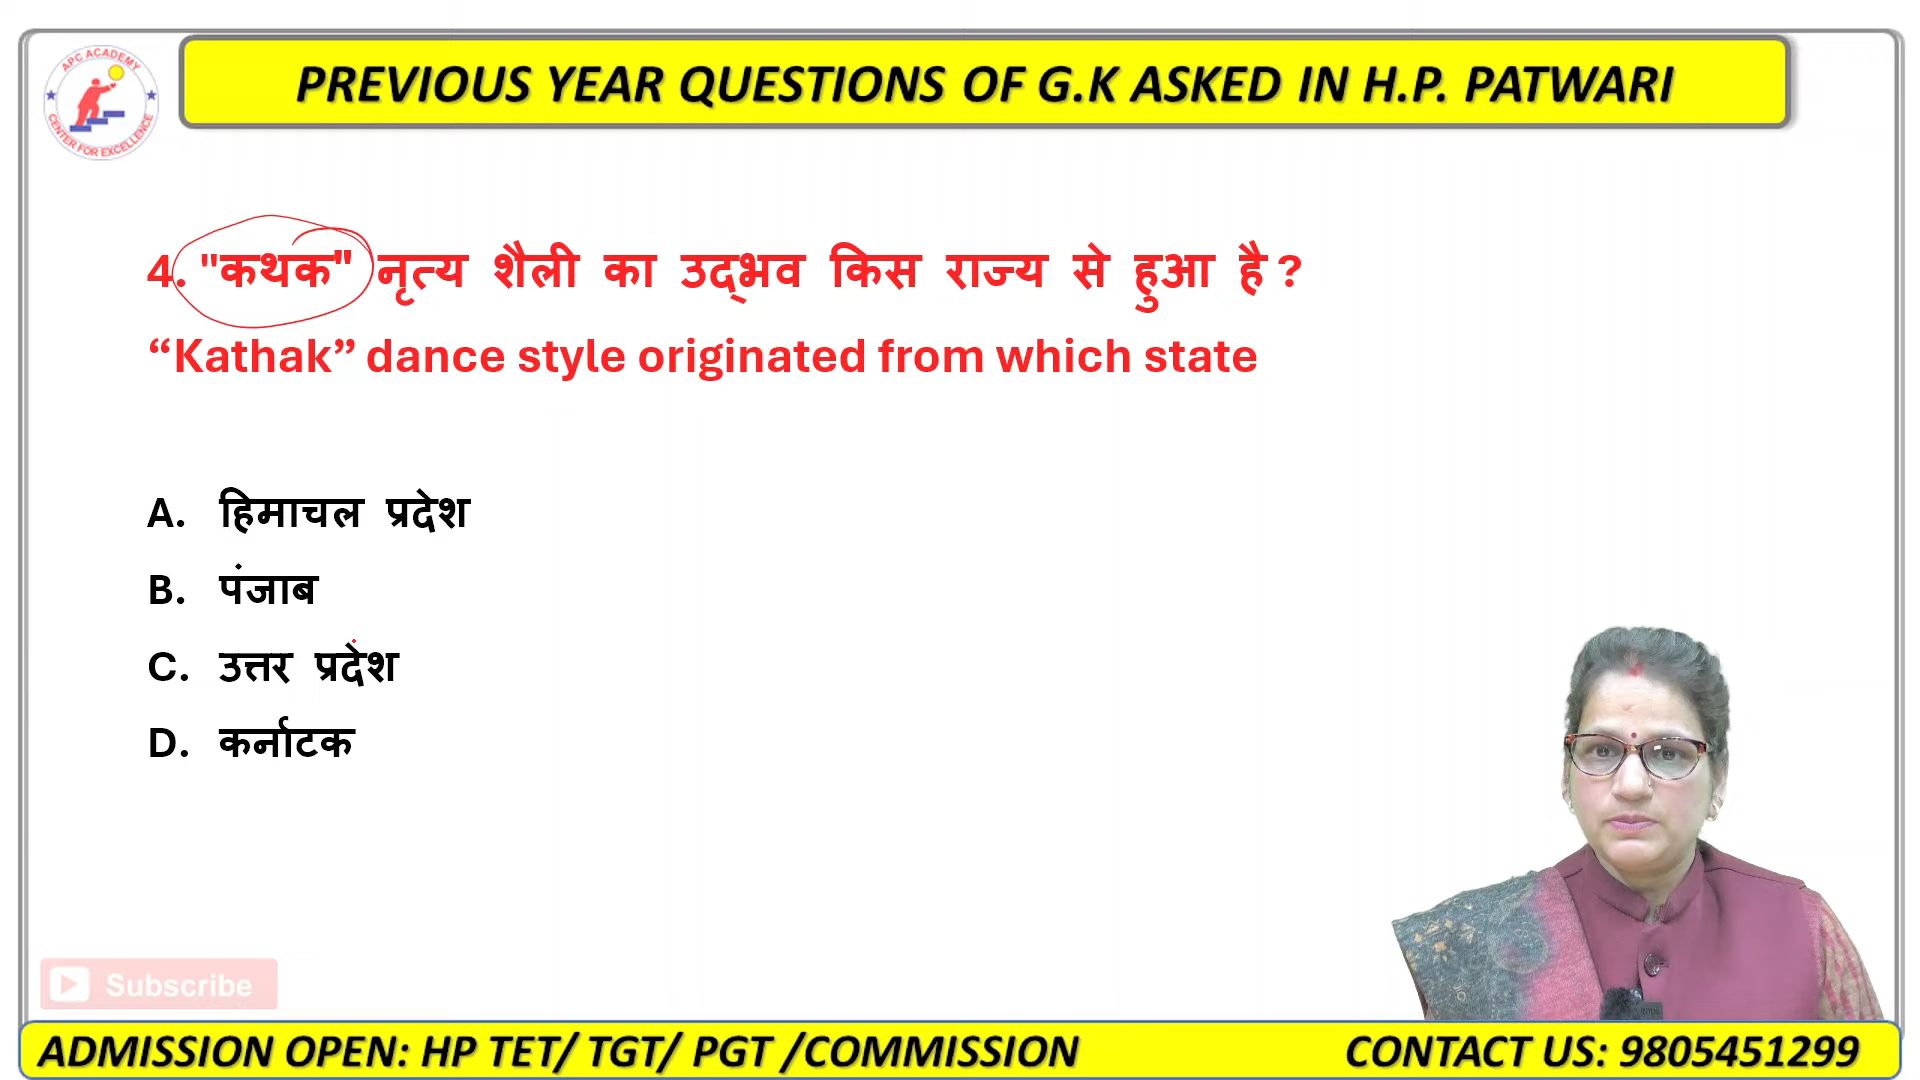 APC ACADEMY
CENTER FOR EXCELLENCE
PREVIOUS YEAR QUESTIONS OF G.K ASKED IN H.P. PATWARI
4. "कथक" नृत्य शैली का उद्भव किस राज्य से हुआ है ?
“Kathak” dance style originated from which state
A. हिमाचल प्रदेश
B. पंजाब
C. उत्तर प्रदेश
D. कर्नाटक
Subscribe
ADMISSION OPEN: HP TET/ TGT/ PGT /COMMISSION CONTACT US: 9805451299